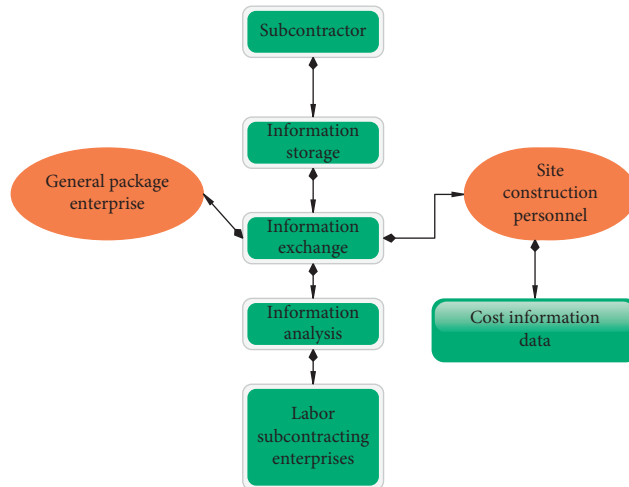 Subcontractor
Information
storage
General package
enterprise
Site
construction
personnel
Information
exchange
Information
analysis
Cost information
data
Labor
subcontracting
enterprises